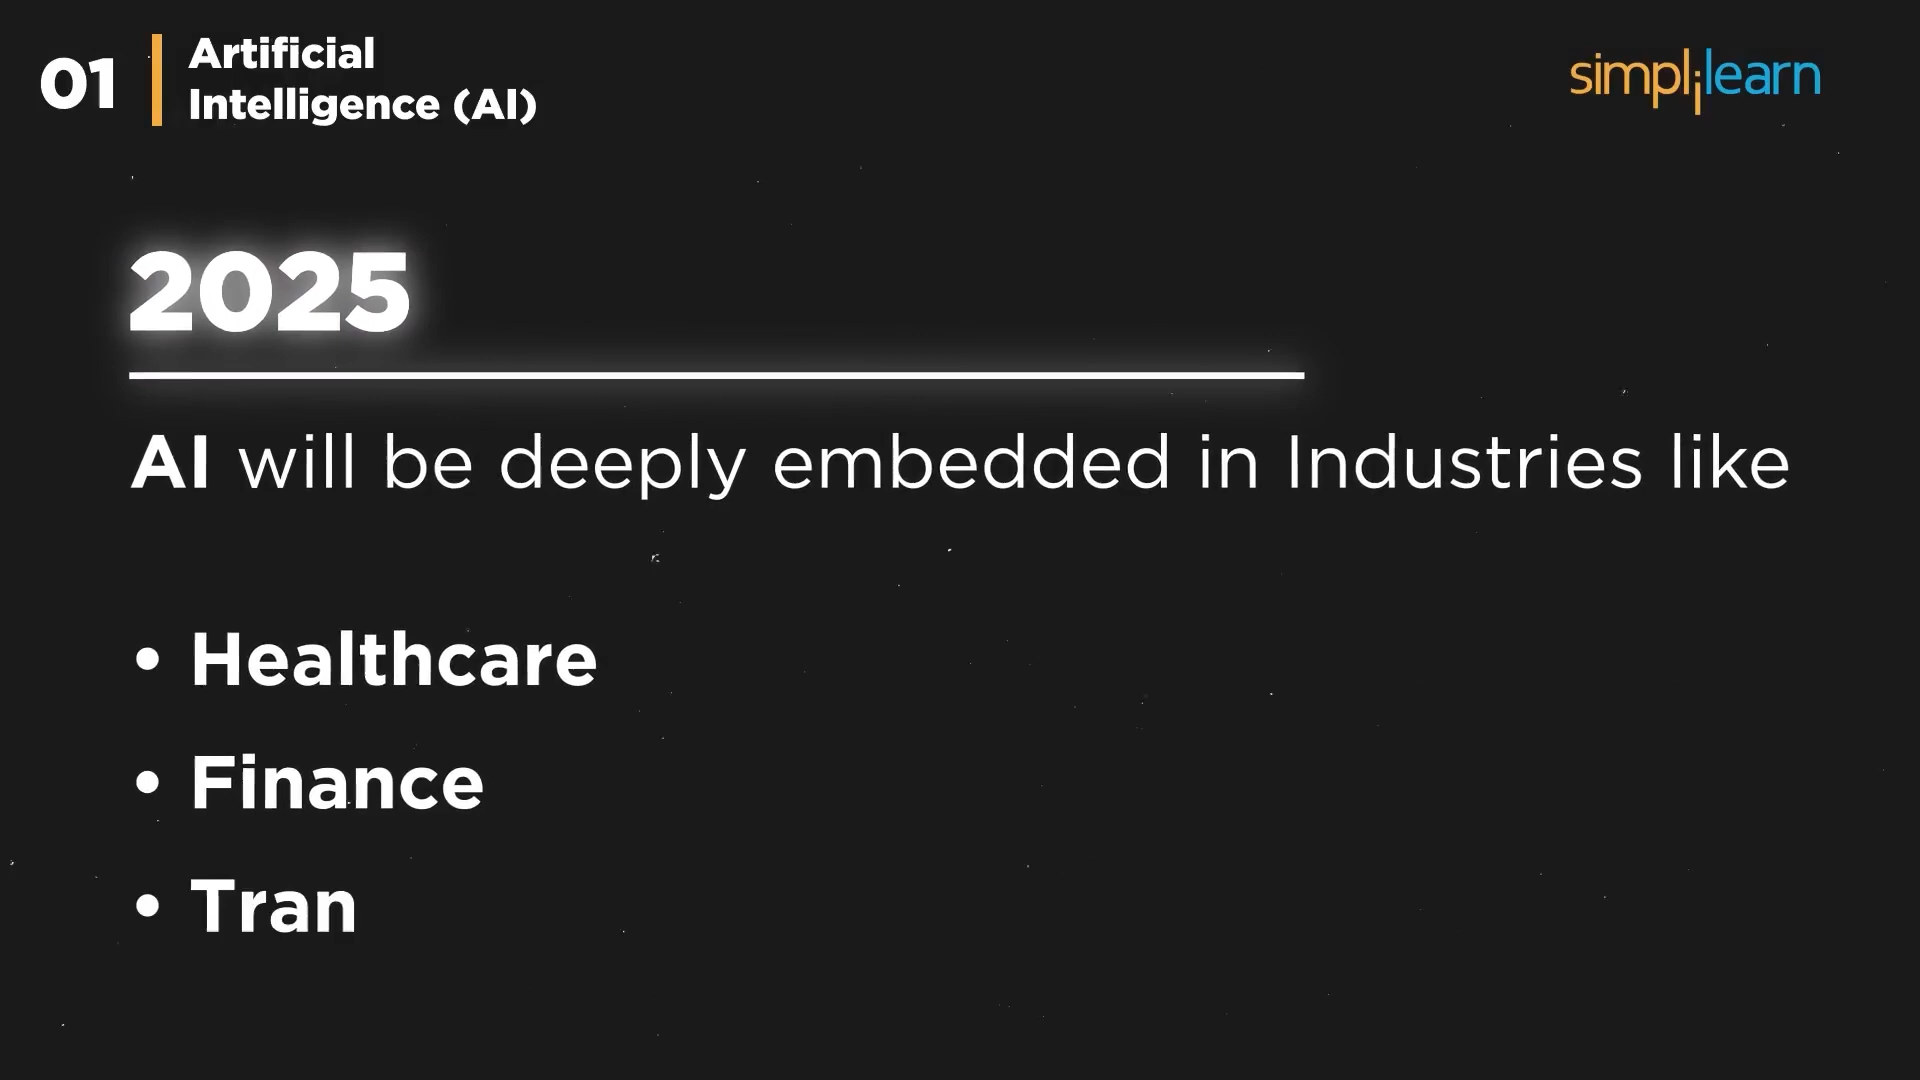 01
Artificial
Intelligence (AI)
simplilearn
2025
AI will be deeply embedded in Industries like
• Healthcare
• Finance
• Tran